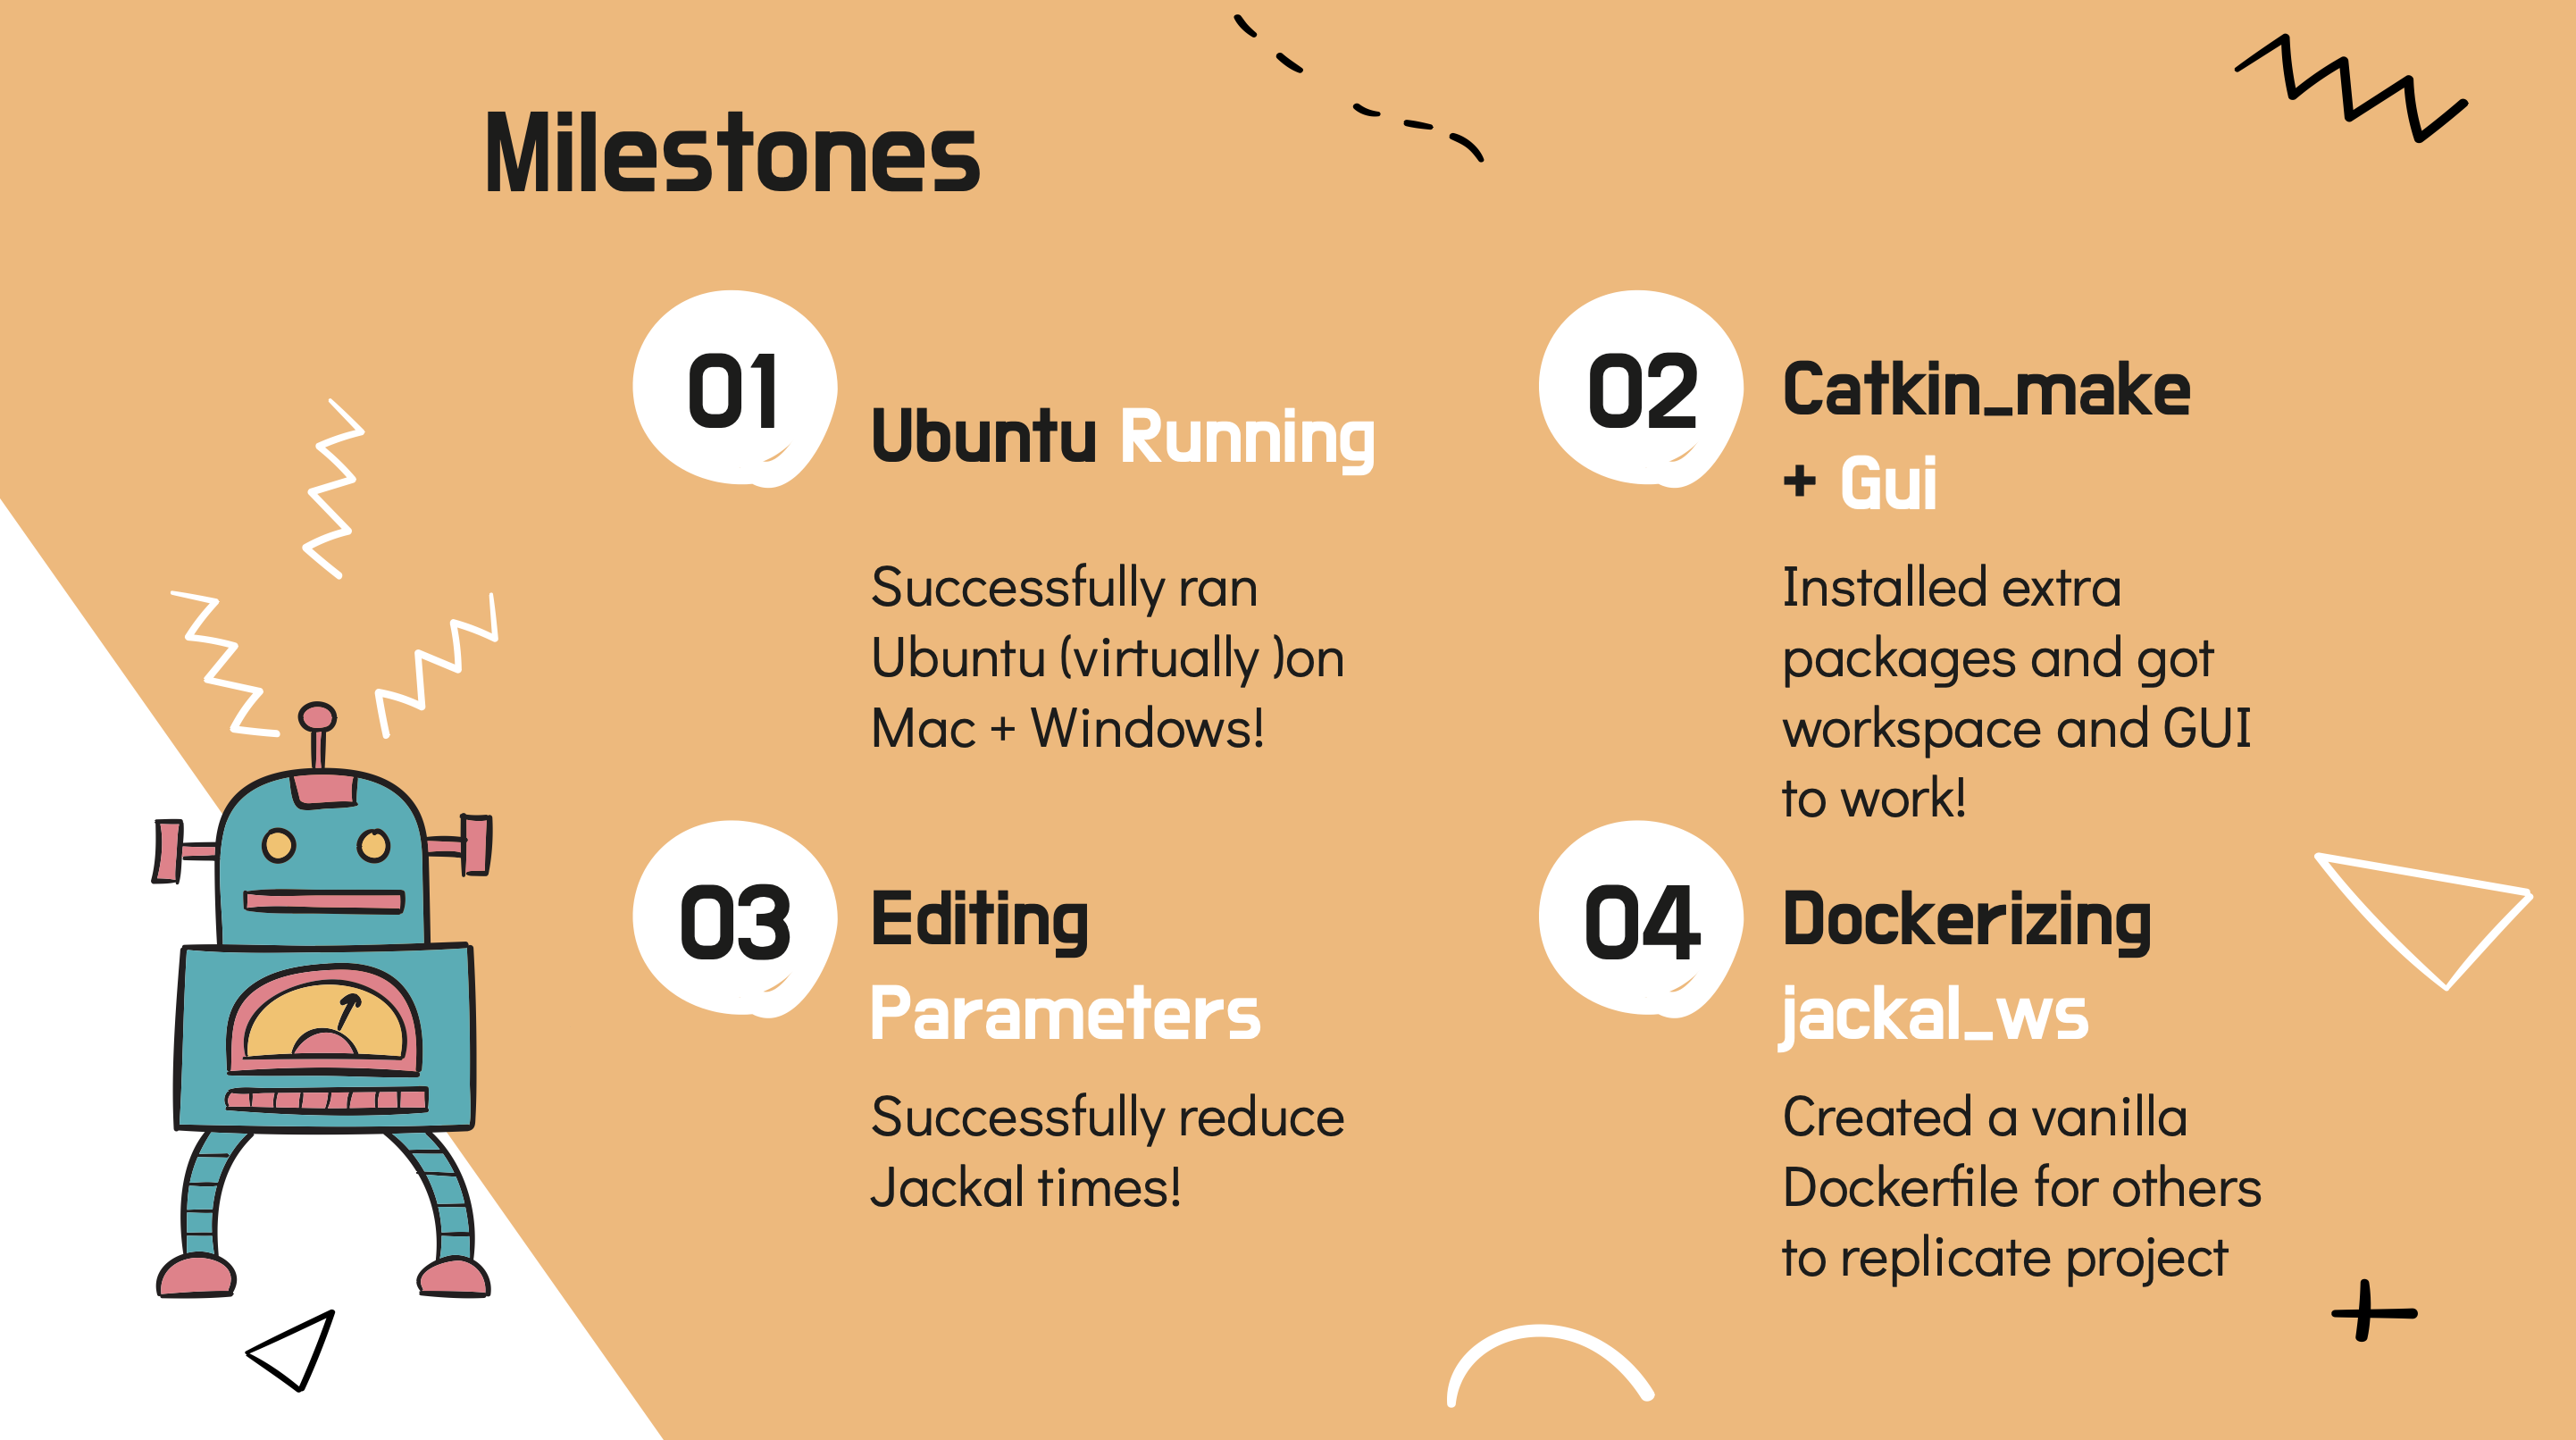 Milestones
01
Ubuntu Running
Successfully ran
Ubuntu (virtually )on
Mac + Windows!
02
Catkin_make
+ Gui
Installed extra
packages and got
workspace and GUI
to work!
03
Editing
Parameters
Successfully reduce
Jackal times!
04
Dockerizing
jackal_ws
Created a vanilla
Dockerfile for others
to replicate project